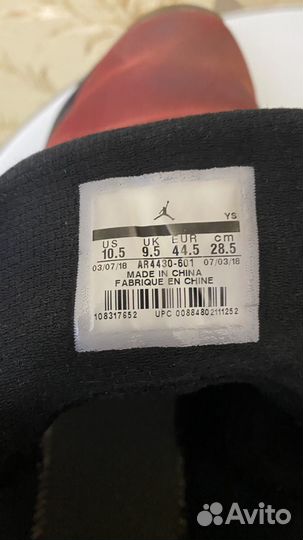 YS
US UK EUR cm
10.5 9.5 44.5 28.5
03/07/18 AR4430-601 07/03/18
MADE IN CHINA
FABRIQUE EN CHINE
108317652 UPC 00884802111252
Avito